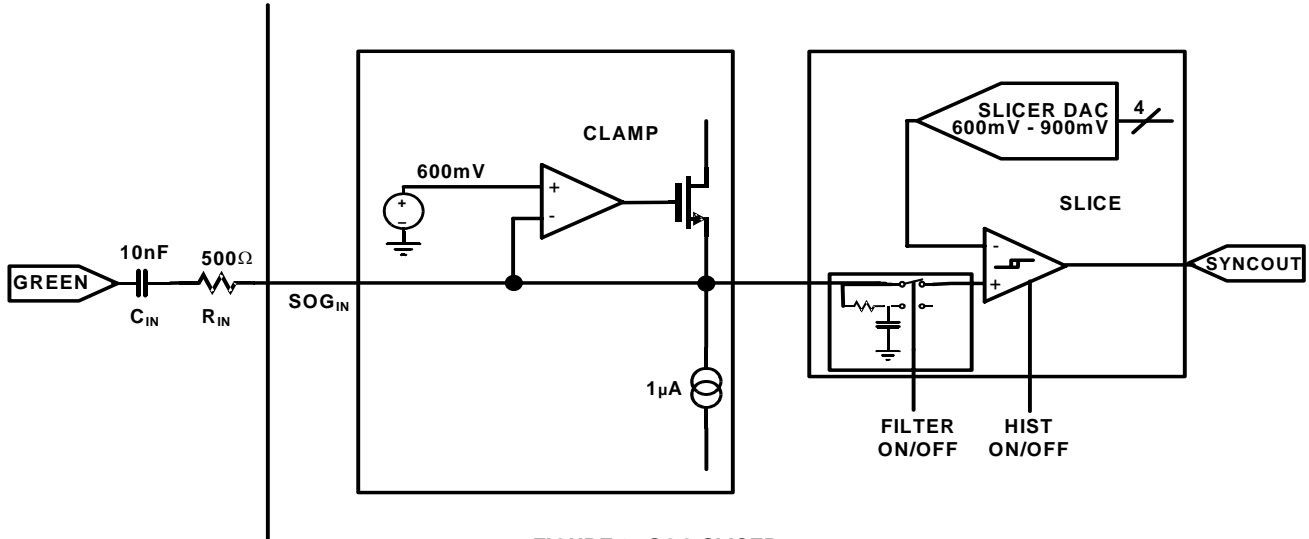 CLAMP
600mV
+
-
+
-
SLICER DAC
600mV - 900mV
4
SLICE
-
+
10nF
500Ω
GREEN
C_IN
R_IN
SOG_IN
SYNCOUT
1µA
FILTER
ON/OFF
HIST
ON/OFF